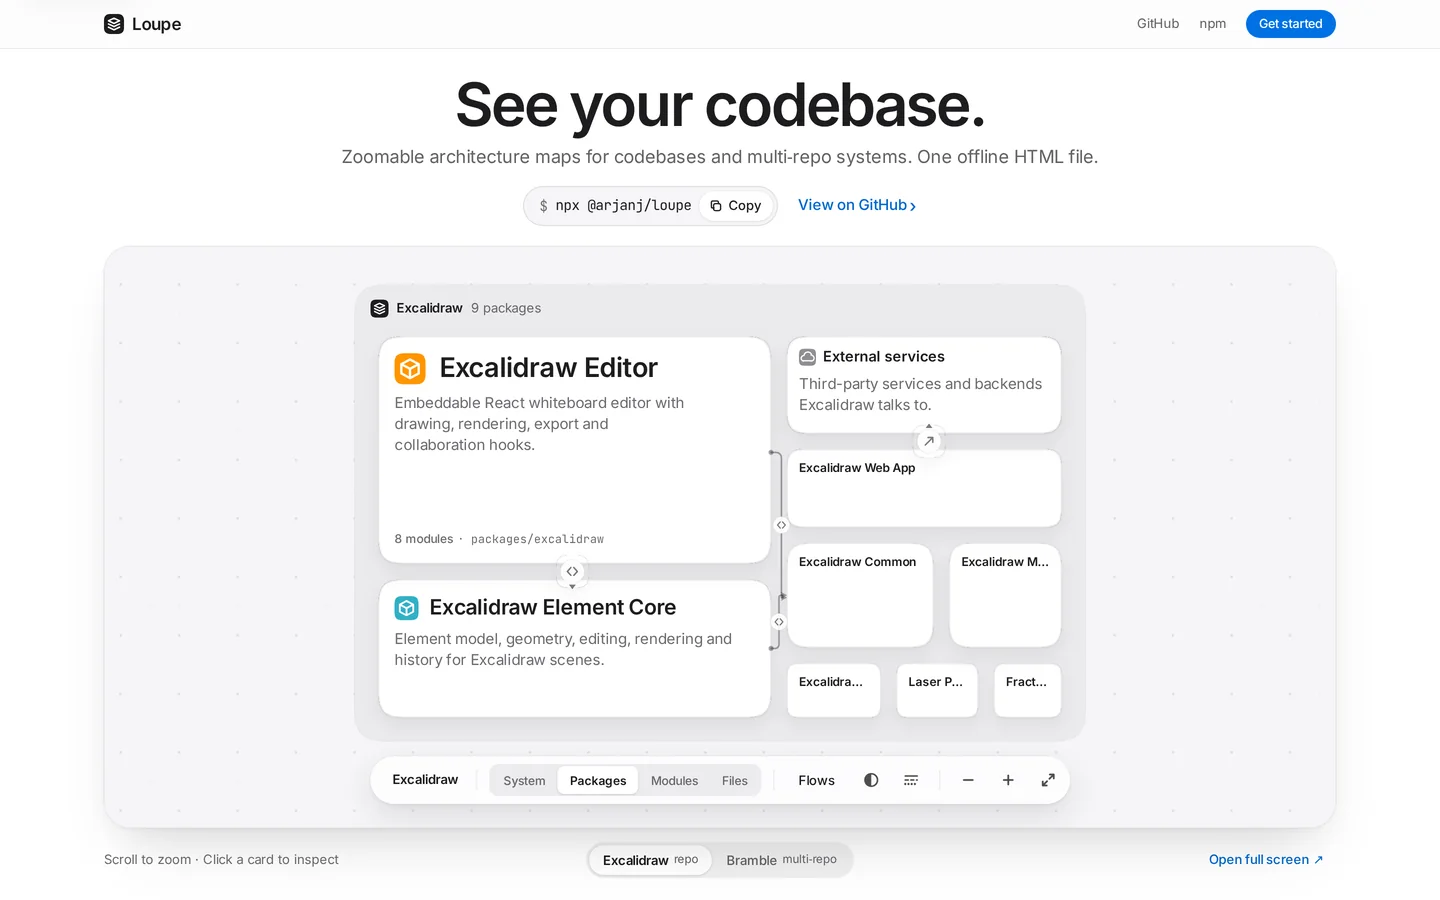 Loupe
GitHub
npm
Get started
See your codebase.
Zoomable architecture maps for codebases and multi-repo systems. One offline HTML file.
$ npx @arjanj/loupe
Copy
View on GitHub ›
Excalidraw 9 packages
Excalidraw Editor
Embeddable React whiteboard editor with
drawing, rendering, export and
collaboration hooks.
8 modules · packages/excalidraw
Excalidraw Element Core
Element model, geometry, editing, rendering and
history for Excalidraw scenes.
External services
Third-party services and backends
Excalidraw talks to.
Excalidraw Web App
Excalidraw Common
Excalidraw M...
Excalidra...
Laser P...
Fract...
Excalidraw
System
Packages
Modules
Files
Flows
Scroll to zoom · Click a card to inspect
Excalidraw repo
Bramble multi-repo
Open full screen ↗